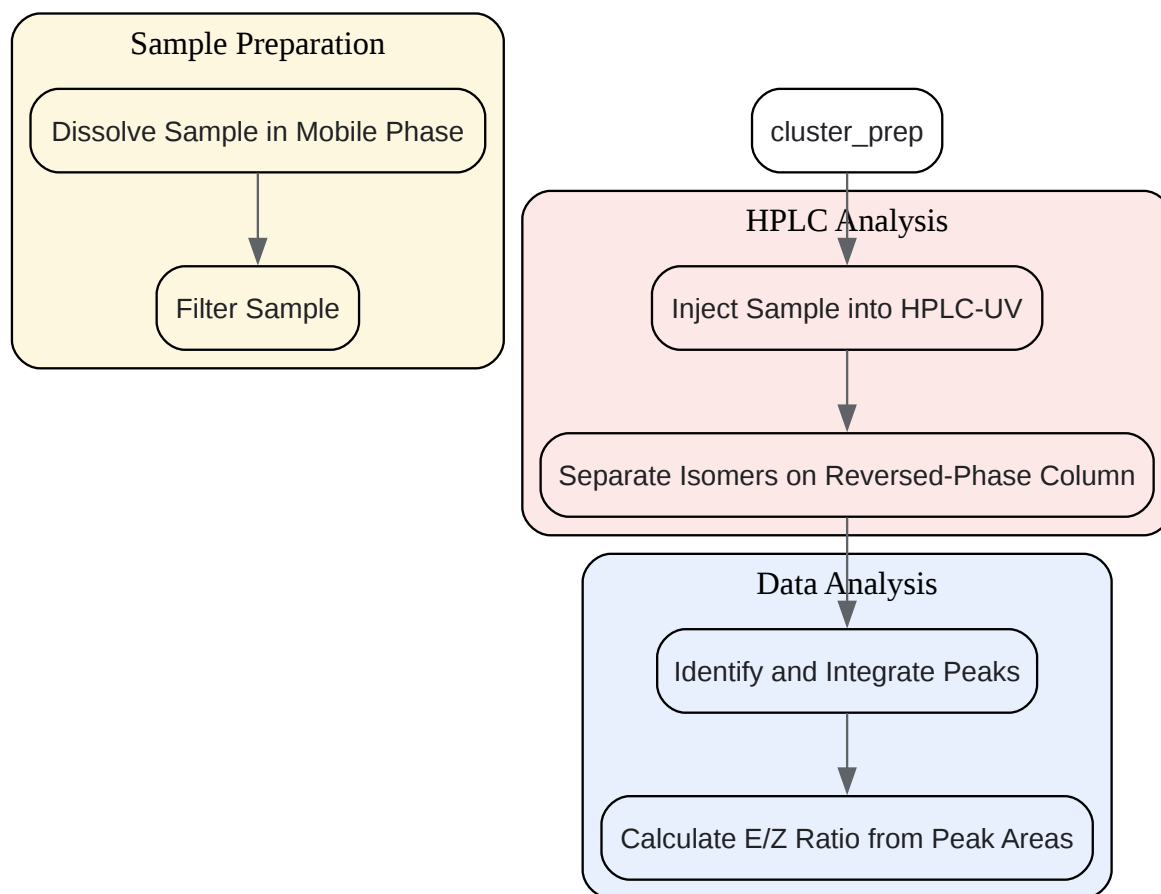 Sample Preparation
Dissolve Sample in Mobile Phase
Filter Sample
cluster_prep
HPLC Analysis
Inject Sample into HPLC-UV
Separate Isomers on Reversed-Phase Column
Data Analysis
Identify and Integrate Peaks
Calculate E/Z Ratio from Peak Areas